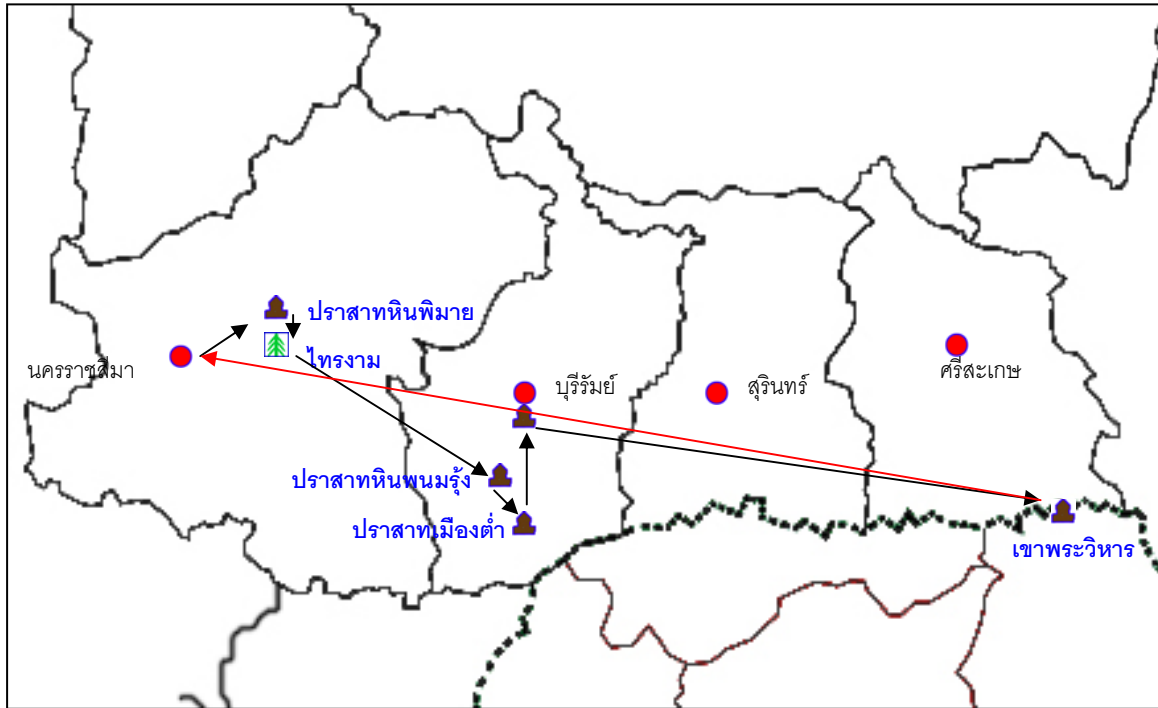 ปราสาทหินพิมาย
ไทรงาม
นครราชสีมา
บุรีรัมย์
สุรินทร์
ศรีสะเกษ
ปราสาทหินพนมรุ้ง
ปราสาทเมืองต่ำ
เขาพระวิหาร